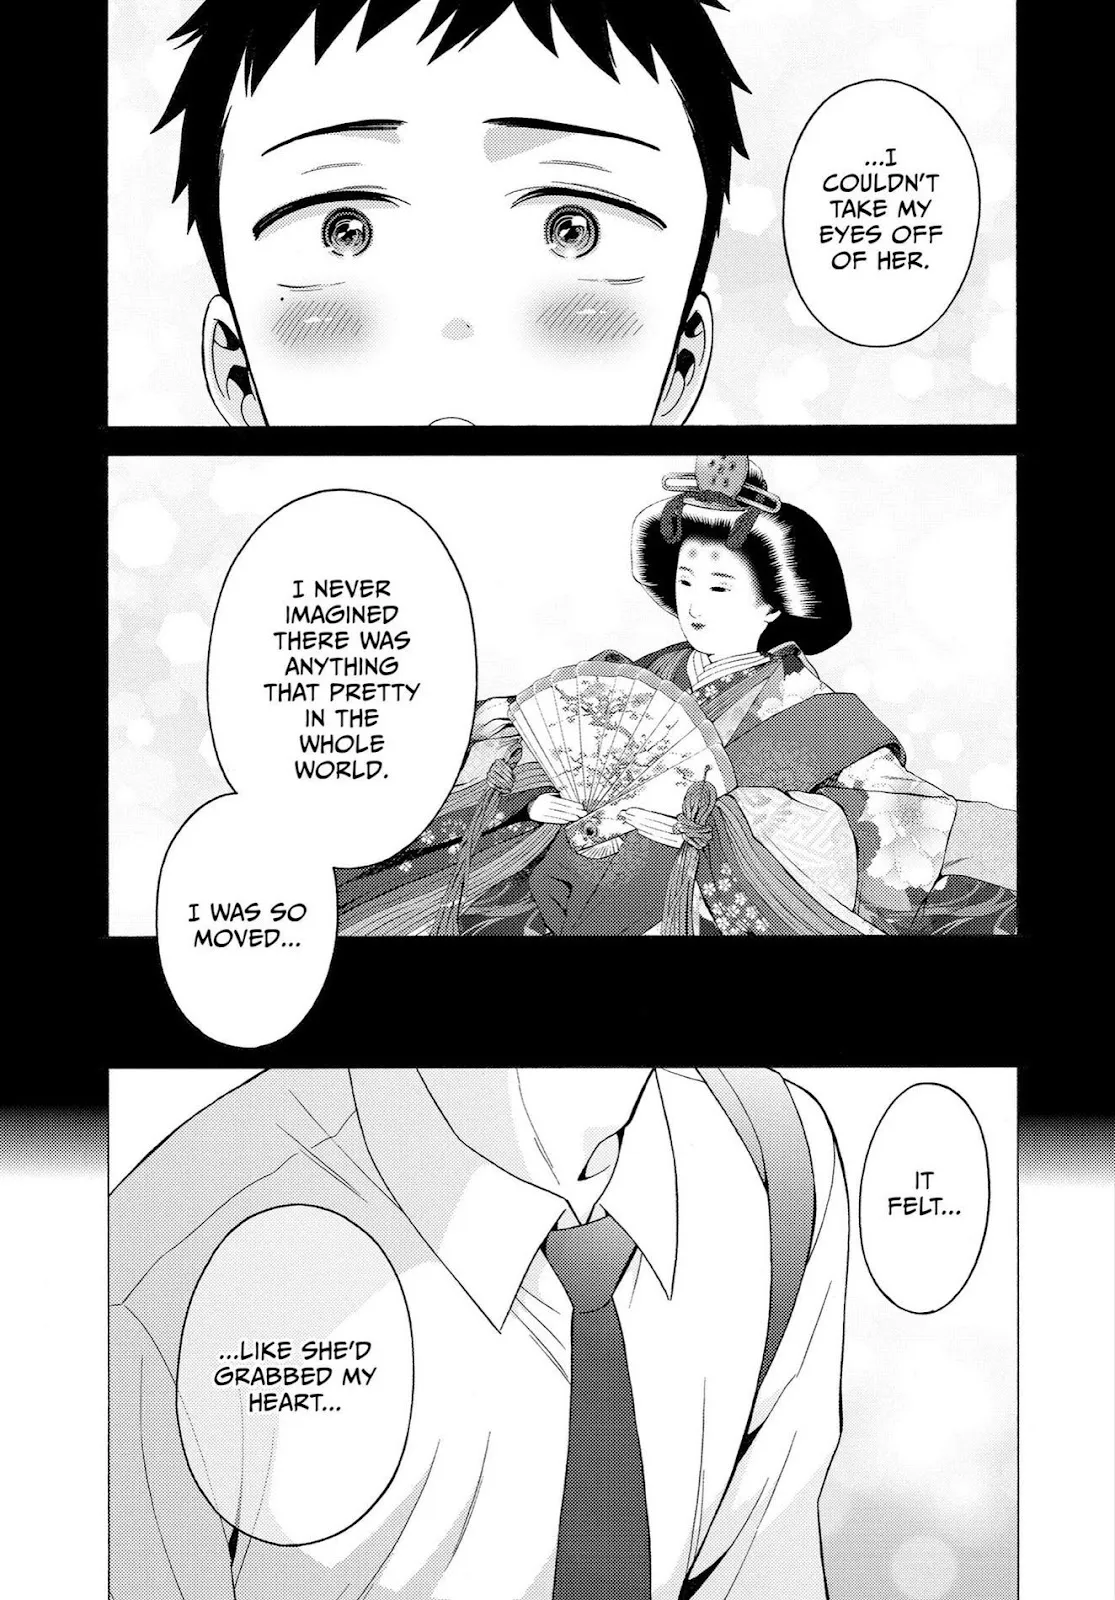 ...I
COULDN'T
TAKE MY
EYES OFF
OF HER.
I NEVER
IMAGINED
THERE WAS
ANYTHING
THAT PRETTY
IN THE
WHOLE
WORLD.
I WAS SO
MOVED...
IT
FELT...
...LIKE SHE'D
GRABBED MY
HEART...